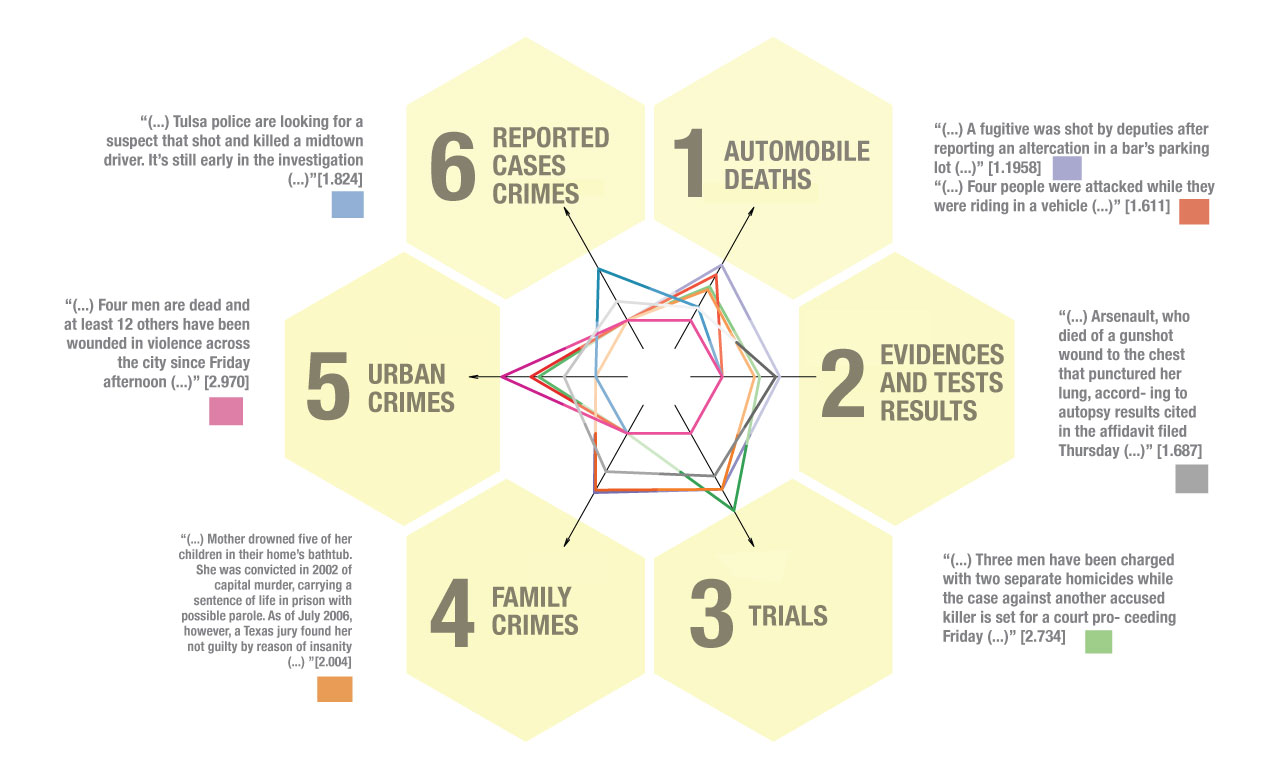 6 REPORTED
CASES
CRIMES
1 AUTOMOBILE
DEATHS
“(...) Tulsa police are looking for a
suspect that shot and killed a midtown
driver. It’s still early in the investigation
(...)”[1.824]
“(...) A fugitive was shot by deputies after
reporting an altercation in a bar’s parking
lot (...)” [1.1958]
“(...) Four people were attacked while they
were riding in a vehicle (...)” [1.611]
“(...) Four men are dead and
at least 12 others have been
wounded in violence across
the city since Friday
afternoon (...)” [2.970]
5 URBAN
CRIMES
2 EVIDENCES
AND TESTS
RESULTS
“(...) Arsenault, who
died of a gunshot
wound to the chest
that punctured her
lung, accord- ing to
autopsy results cited
in the affidavit filed
Thursday (...)” [1.687]
“(...) Mother drowned five of her
children in their home’s bathtub.
She was convicted in 2002 of
capital murder, carrying a
sentence of life in prison with
possible parole. As of July 2006,
however, a Texas jury found her
not guilty by reason of insanity
(...) ”[2.004]
4 FAMILY
CRIMES
3 TRIALS
“(...) Three men have been charged
with two separate homicides while
the case against another accused
killer is set for a court pro- ceeding
Friday (...)” [2.734]